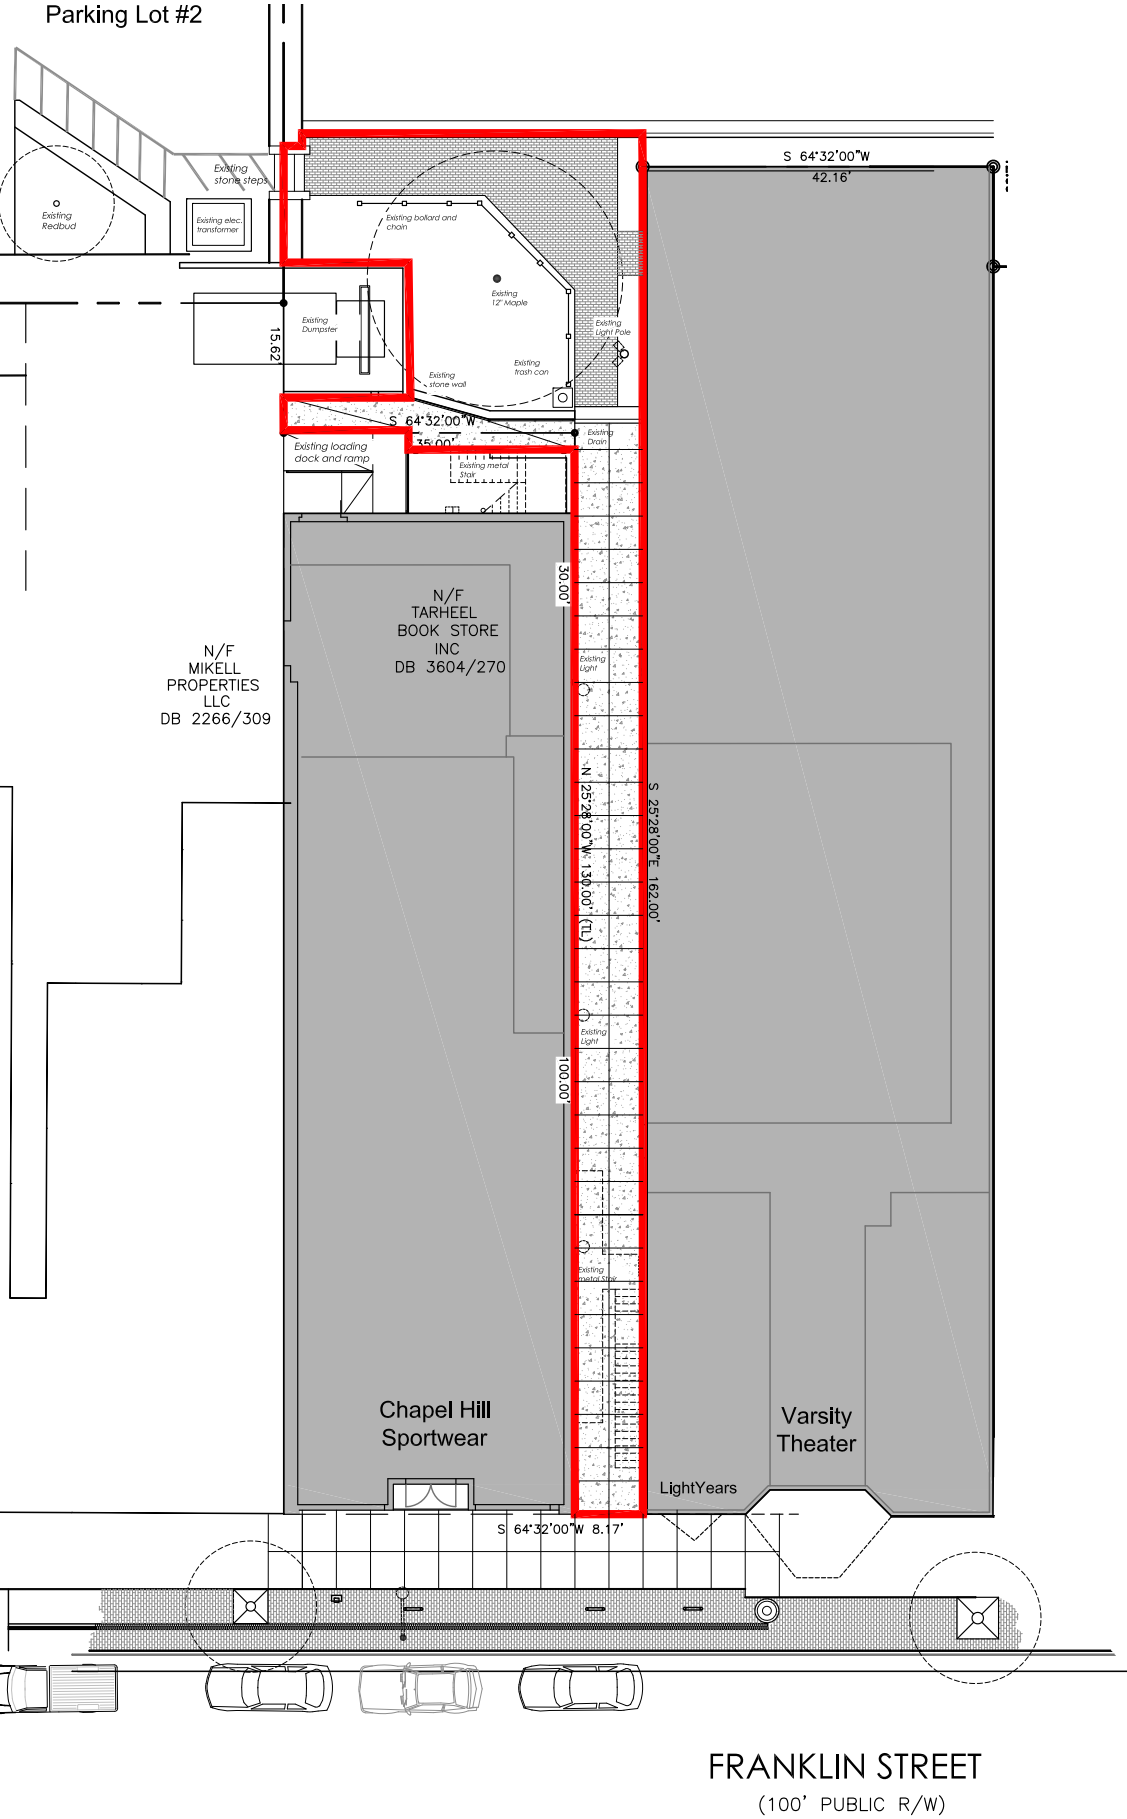 Parking Lot #2
S 64°32'00"W
42.16'
Existing
stone steps
Existing
Redbud
Existing elec.
transformer
Existing bollard and
chain
Existing
12" Maple
Existing
Dumpster
15.62'
Existing
Light Pole
Existing
trash can
Existing
stone wall
S 64°32'00"W
35.00'
Existing
Drain
Existing loading
dock and ramp
Existing metal
Stair
30.00'
N/F
TARHEEL
BOOK STORE
INC
DB 3604/270
N/F
MIKELL
PROPERTIES
LLC
DB 2266/309
Existing
Light
N 25°28'00"W 130.00' (TL)
S 25°28'00"E 162.00'
Existing
Light
100.00'
Existing
metal Stair
Chapel Hill
Sportwear
Varsity
Theater
LightYears
S 64°32'00"W 8.17'
FRANKLIN STREET
(100' PUBLIC R/W)